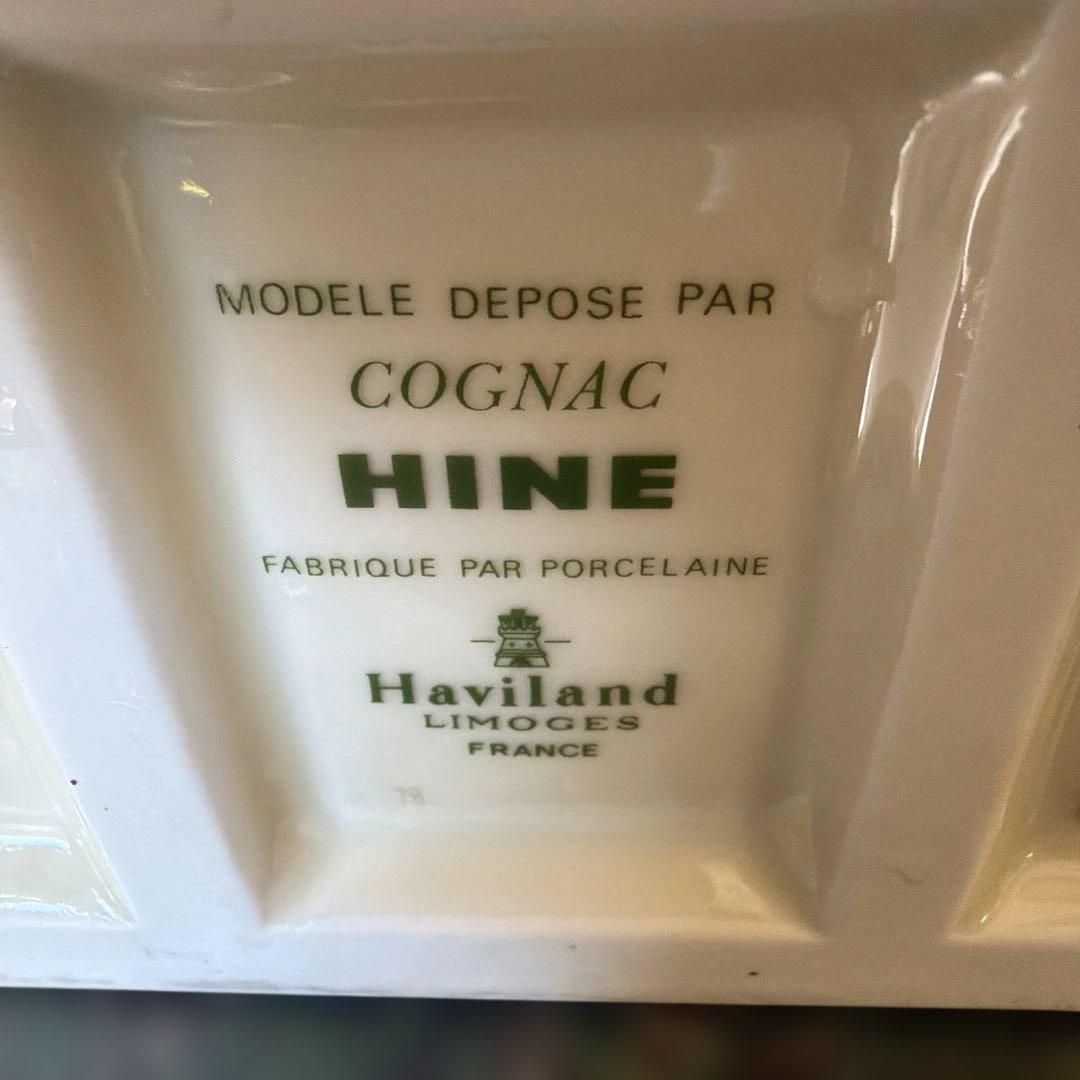 MODELE DEPOSE PAR
COGNAC
HINE
FABRIQUE PAR PORCELAINE
Haviland
LIMOGES
FRANCE